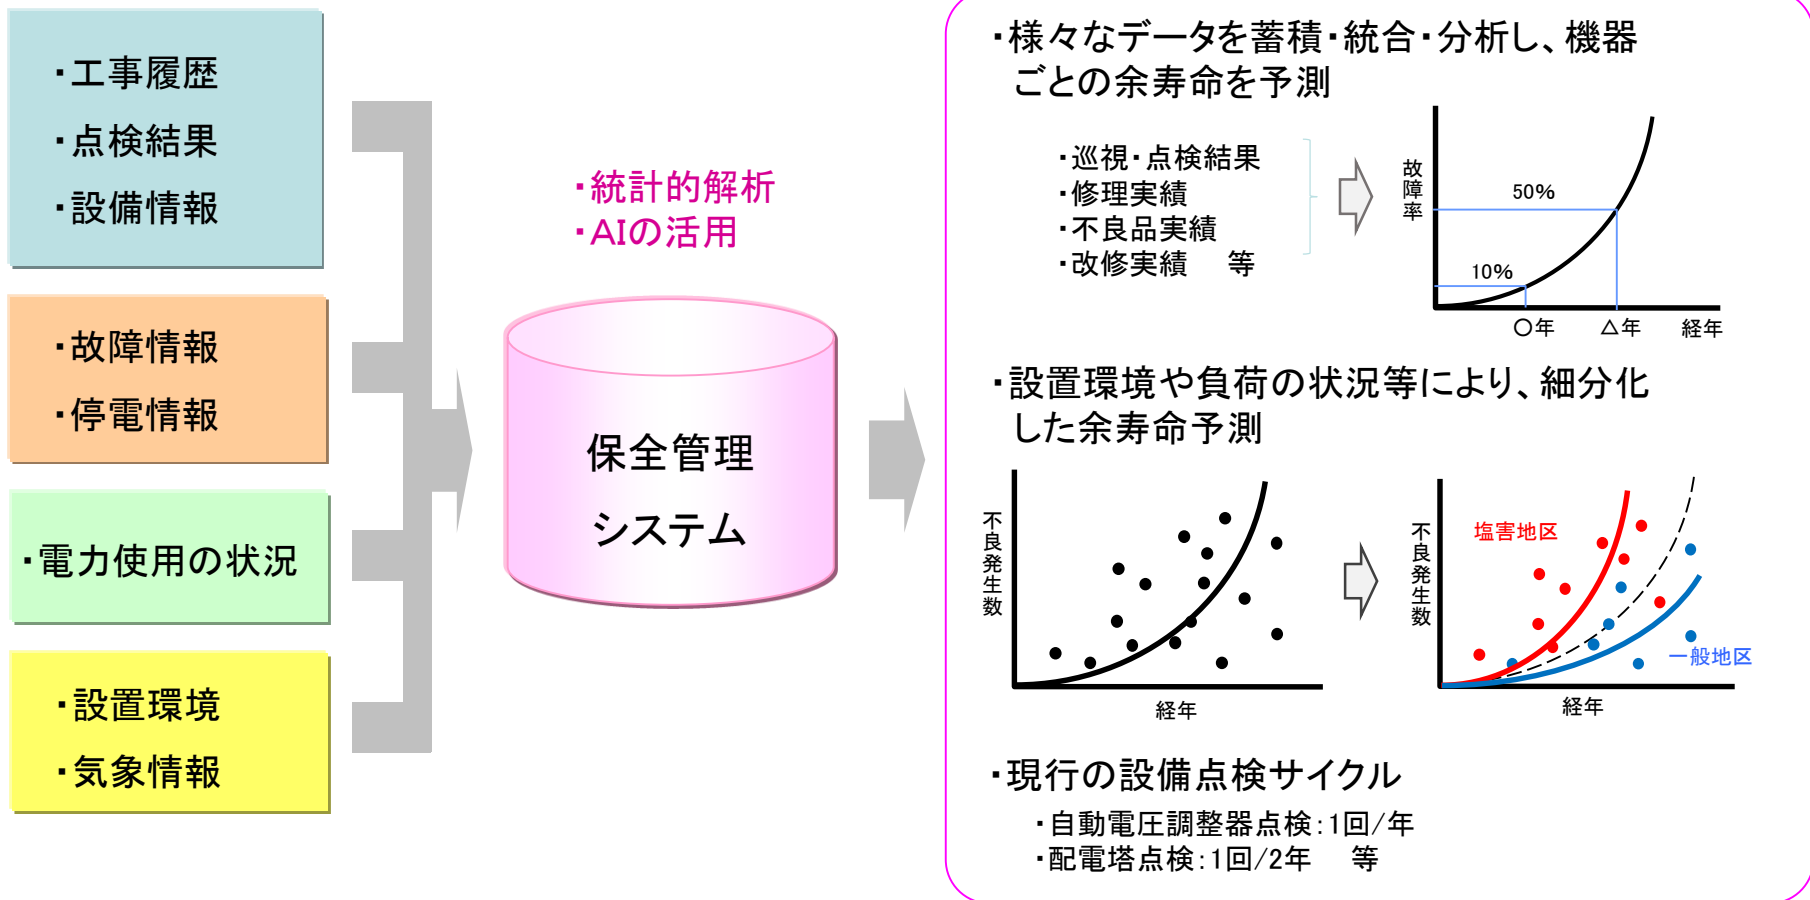 ・工事履歴
・点検結果
・設備情報
・故障情報
・停電情報
・電力使用の状況
・設置環境
・気象情報
・統計的解析
・AIの活用
保全管理
システム
・様々なデータを蓄積・統合・分析し、機器
ごとの余寿命を予測
・巡視・点検結果
・修理実績
・不良品実績
・改修実績　等
故障率
50%
10%
○年
△年
経年
・設置環境や負荷の状況等により、細分化
した余寿命予測
不良発生数
経年
不良発生数
塩害地区
一般地区
経年
・現行の設備点検サイクル
・自動電圧調整器点検:1回/年
・配電塔点検:1回/2年　等